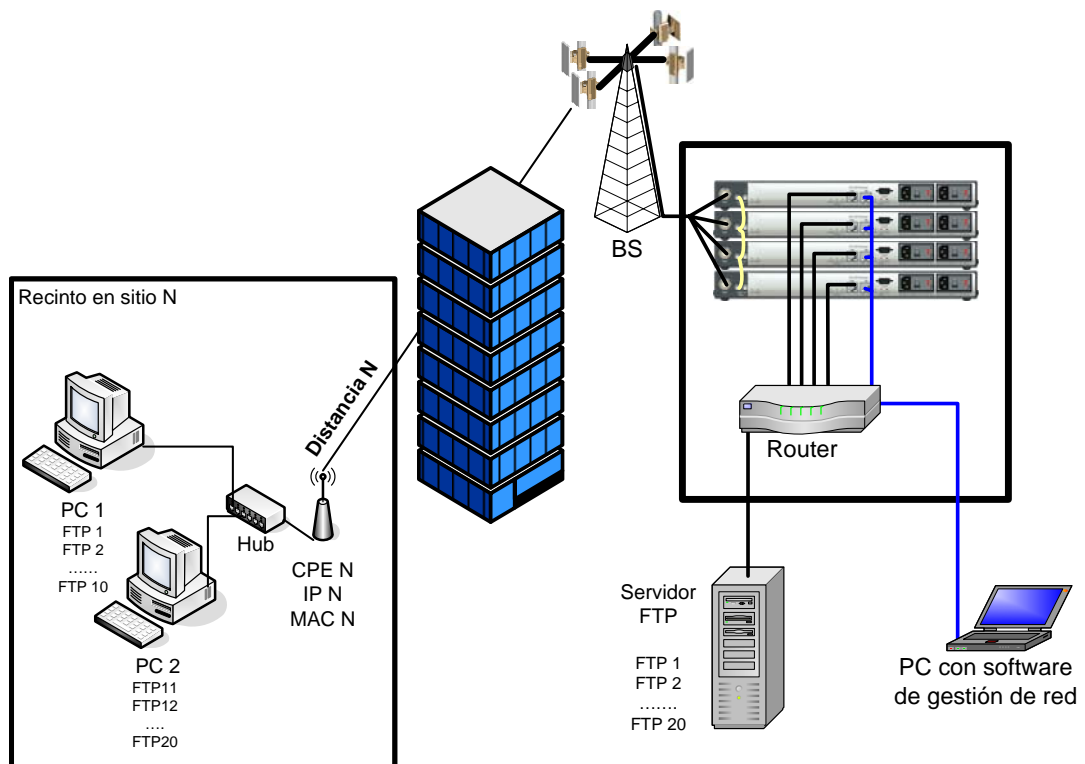 BS
Recinto en sitio N
Distancia N
PC 1
FTP 1
FTP 2
......
FTP 10
Hub
CPE N
IP N
MAC N
PC 2
FTP11
FTP12
....
FTP20
Router
Servidor
FTP
FTP 1
FTP 2
.......
FTP 20
PC con software
de gestión de red